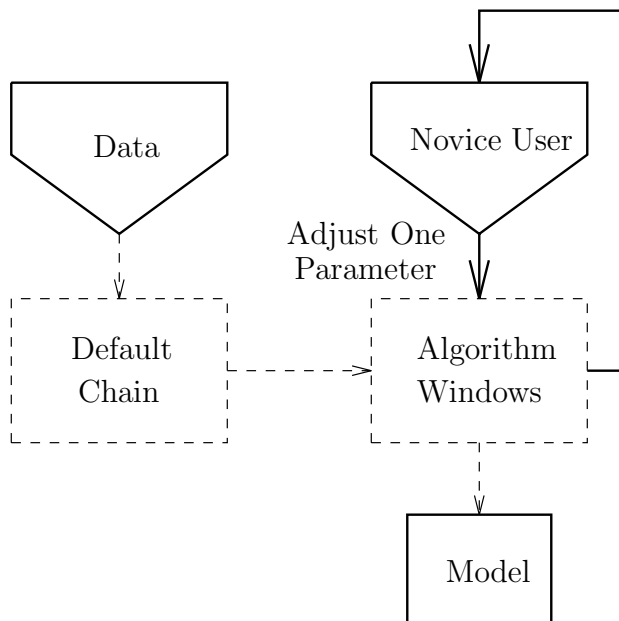 Data
Novice User
Adjust One
Parameter
Default
Chain
Algorithm
Windows
Model